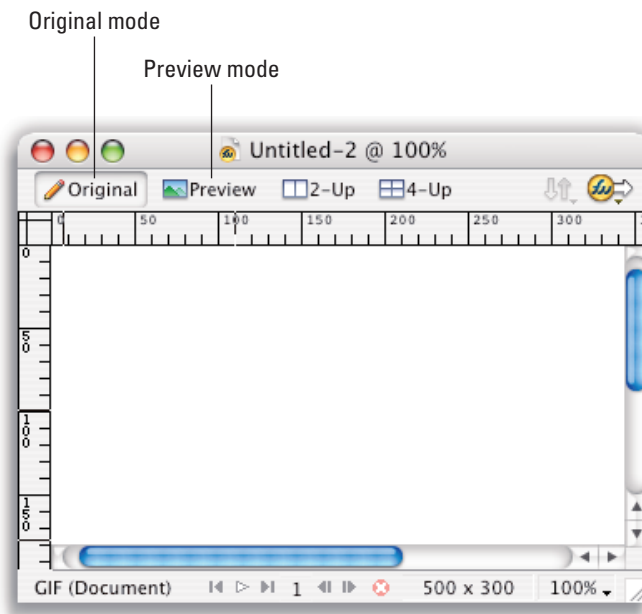 Original mode
Preview mode
Untitled-2 @ 100%
Original Preview 2-Up 4-Up
0 50 100 150 200 250 300
0
50
100
150
GIF (Document) 1 500 x 300 100%